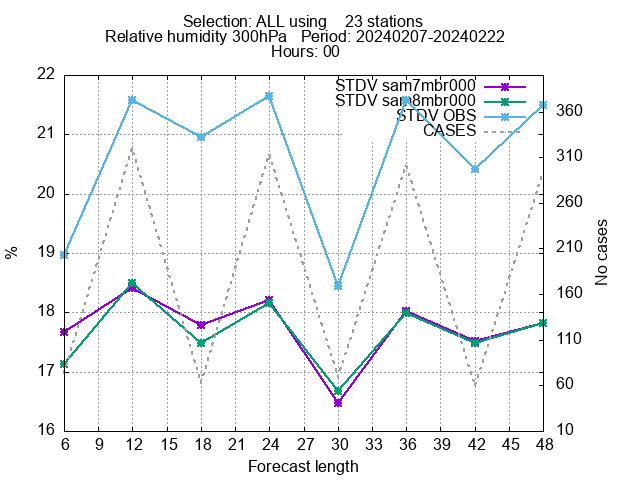 Selection: ALL using 23 stations
Relative humidity 300hPa Period: 20240207-20240222
Hours: 00
STDV sam7mbr000
STDV sam8mbr000
STDV OBS
CASES
22
21
20
19
18
17
16
%
360
310
260
210
160
110
60
10
No cases
6 9 12 15 18 21 24 27 30 33 36 39 42 45 48
Forecast length